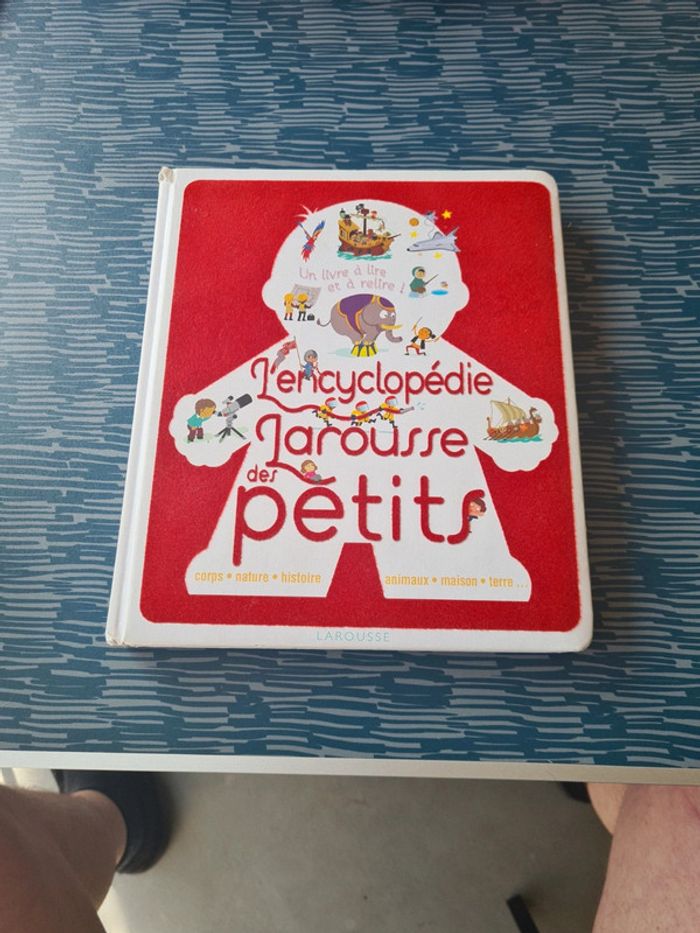 Un livre à lire
et à relire !
L'encyclopédie
Larousse
des
petits
corps • nature • histoire
animaux • maison • terre ...
LAROUSSE